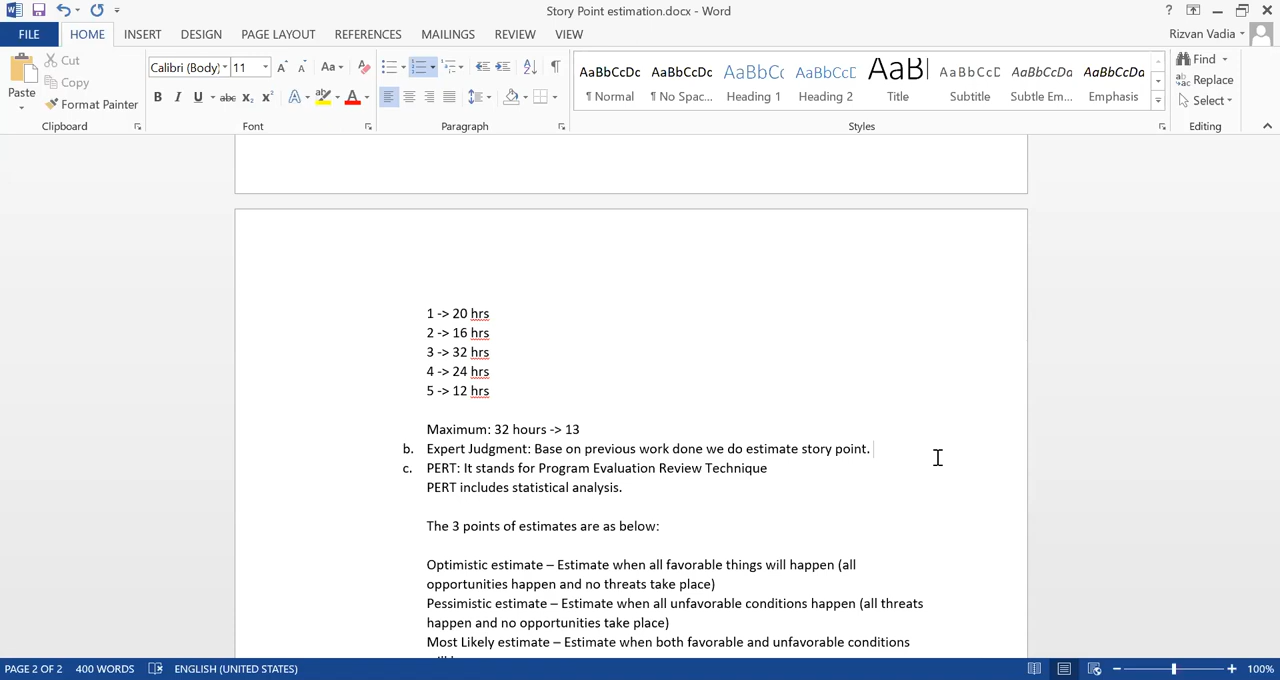 Story Point estimation.docx - Word
FILE HOME INSERT DESIGN PAGE LAYOUT REFERENCES MAILINGS REVIEW VIEW Rizvan Vadia
Paste
Cut
Copy
Format Painter
Calibri (Body) 11
AaBbCcDc AaBbCcDc AaBbCc AaBbCcD AaBl AaBbCcD AaBbCcDa AaBbCcDa
¶ Normal ¶ No Spac... Heading 1 Heading 2 Title Subtitle Subtle Em... Emphasis
Find
Replace
Select
Clipboard Font Paragraph Styles Editing
1 -> 20 hrs
2 -> 16 hrs
3 -> 32 hrs
4 -> 24 hrs
5 -> 12 hrs
Maximum: 32 hours -> 13
b. Expert Judgment: Base on previous work done we do estimate story point.
c. PERT: It stands for Program Evaluation Review Technique
PERT includes statistical analysis.
The 3 points of estimates are as below:
Optimistic estimate – Estimate when all favorable things will happen (all
opportunities happen and no threats take place)
Pessimistic estimate – Estimate when all unfavorable conditions happen (all threats
happen and no opportunities take place)
Most Likely estimate – Estimate when both favorable and unfavorable conditions
PAGE 2 OF 2 400 WORDS ENGLISH (UNITED STATES) 100%